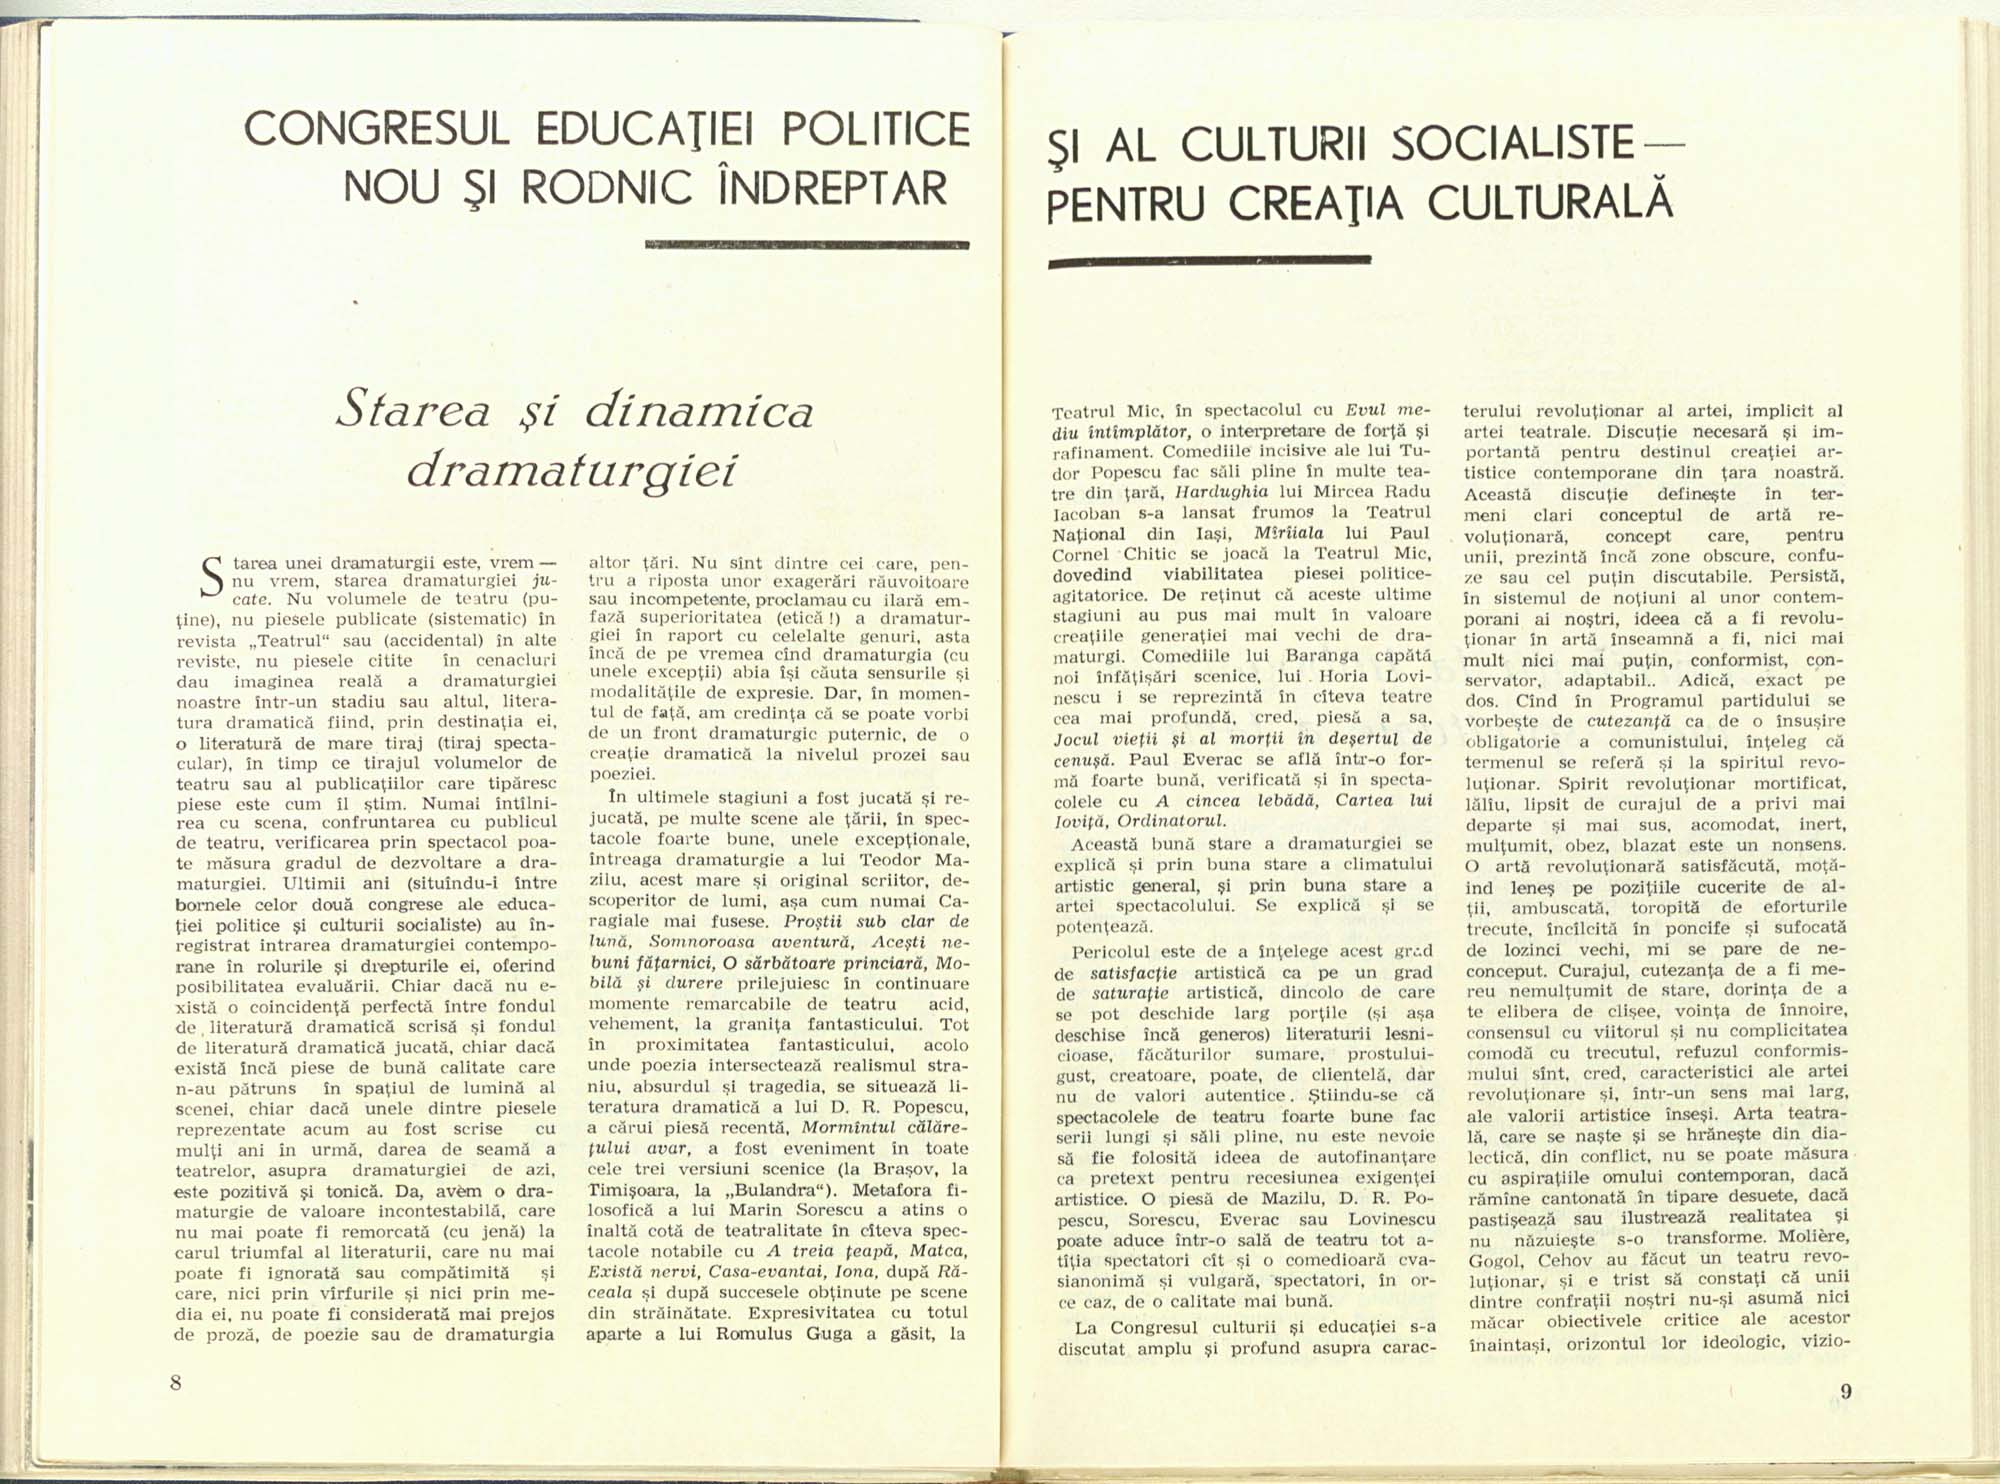 CONGRESUL EDUCAŢIEI POLITICE
NOU ŞI RODNIC ÎNDREPTAR
Starea şi dinamica
dramaturgiei
Starea unei dramaturgii este, vrem —
nu vrem, starea dramaturgiei ju-
cate. Nu volumele de teatru (pu-
ţine), nu piesele publicate (sistematic) în
revista „Teatrul“ sau (accidental) în alte
reviste, nu piesele citite în cenacluri
dau imaginea reală a dramaturgiei
noastre într-un stadiu sau altul, litera-
tura dramatică fiind, prin destinaţia ei,
o literatură de mare tiraj (tiraj specta-
cular), în timp ce tirajul volumelor de
teatru sau al publicaţiilor care tipăresc
piese este cum îl ştim. Numai întîlni-
rea cu scena, confruntarea cu publicul
de teatru, verificarea prin spectacol poa-
te măsura gradul de dezvoltare a dra-
maturgiei. Ultimii ani (situîndu-i între
bornele celor două congrese ale educa-
ţiei politice şi culturii socialiste) au în-
registrat intrarea dramaturgiei contempo-
rane în rolurile şi drepturile ei, oferind
posibilitatea evaluării. Chiar dacă nu e-
xistă o coincidenţă perfectă între fondul
de literatură dramatică scrisă şi fondul
de literatură dramatică jucată, chiar dacă
există încă piese de bună calitate care
n-au pătruns în spaţiul de lumină al
scenei, chiar dacă unele dintre piesele
reprezentate acum au fost scrise cu
mulţi ani în urmă, darea de seamă a
teatrelor, asupra dramaturgiei de azi,
este pozitivă şi tonică. Da, avèm o dra-
maturgie de valoare incontestabilă, care
nu mai poate fi remorcată (cu jenă) la
carul triumfal al literaturii, care nu mai
poate fi ignorată sau compătimită şi
care, nici prin vîrfurile şi nici prin me-
dia ei, nu poate fi considerată mai prejos
de proză, de poezie sau de dramaturgia
altor ţări. Nu sînt dintre cei care, pen-
tru a riposta unor exagerări răuvoitoare
sau incompetente, proclamau cu ilară em-
fază superioritatea (etică !) a dramatur-
giei în raport cu celelalte genuri, asta
încă de pe vremea cînd dramaturgia (cu
unele excepţii) abia îşi căuta sensurile şi
modalităţile de expresie. Dar, în momen-
tul de faţă, am credinţa că se poate vorbi
de un front dramaturgic puternic, de o
creaţie dramatică la nivelul prozei sau
poeziei.
În ultimele stagiuni a fost jucată şi re-
jucată, pe multe scene ale ţării, în spec-
tacole foarte bune, unele excepţionale,
întreaga dramaturgie a lui Teodor Ma-
zilu, acest mare şi original scriitor, de-
scoperitor de lumi, aşa cum numai Ca-
ragiale mai fusese. Proştii sub clar de
lună, Somnoroasa aventură, Aceşti ne-
buni făţarnici, O sărbătoare princiară, Mo-
bilă şi durere prilejuiesc în continuare
momente remarcabile de teatru acid,
vehement, la graniţa fantasticului. Tot
în proximitatea fantasticului, acolo
unde poezia intersectează realismul stra-
niu, absurdul şi tragedia, se situează li-
teratura dramatică a lui D. R. Popescu,
a cărui piesă recentă, Mormîntul călăre-
ţului avar, a fost eveniment în toate
cele trei versiuni scenice (la Braşov, la
Timişoara, la „Bulandra“). Metafora fi-
losofică a lui Marin Sorescu a atins o
înaltă cotă de teatralitate în cîteva spec-
tacole notabile cu A treia ţeapă, Matca,
Există nervi, Casa-evantai, Iona, după Ră-
ceala şi după succesele obţinute pe scene
din străinătate. Expresivitatea cu totul
aparte a lui Romulus Guga a găsit, la
8
ŞI AL CULTURII SOCIALISTE —
PENTRU CREAŢIA CULTURALĂ
Teatrul Mic, în spectacolul cu Evul me-
diu întîmplător, o interpretare de forţă şi
rafinament. Comediile incisive ale lui Tu-
dor Popescu fac săli pline în multe tea-
tre din ţară, Hardughia lui Mircea Radu
Iacoban s-a lansat frumos la Teatrul
Naţional din Iaşi, Mîrîiala lui Paul
Cornel Chitic se joacă la Teatrul Mic,
dovedind viabilitatea piesei politice-
agitatorice. De reţinut că aceste ultime
stagiuni au pus mai mult în valoare
creaţiile generaţiei mai vechi de dra-
maturgi. Comediile lui Baranga capătă
noi înfăţişări scenice, lui Horia Lovi-
nescu i se reprezintă în cîteva teatre
cea mai profundă, cred, piesă a sa,
Jocul vieţii şi al morţii în deşertul de
cenuşă. Paul Everac se află într-o for-
mă foarte bună, verificată şi în specta-
colele cu A cincea lebădă, Cartea lui
Ioviţă, Ordinatorul.
Această bună stare a dramaturgiei se
explică şi prin buna stare a climatului
artistic general, şi prin buna stare a
artei spectacolului. Se explică şi se
potenţează.
Pericolul este de a înţelege acest grad
de satisfacţie artistică ca pe un grad
de saturaţie artistică, dincolo de care
se pot deschide larg porţile (şi aşa
deschise încă generos) literaturii lesni-
cioase, făcăturilor sumare, prostului-
gust, creatoare, poate, de clientelă, dar
nu de valori autentice. Ştiindu-se că
spectacolele de teatru foarte bune fac
serii lungi şi săli pline, nu este nevoie
să fie folosită ideea de autofinanţare
ca pretext pentru recesiunea exigenţei
artistice. O piesă de Mazilu, D. R. Po-
pescu, Sorescu, Everac sau Lovinescu
poate aduce într-o sală de teatru tot a-
tîţia spectatori cît şi o comedioară cva-
sianonimă şi vulgară, spectatori, în or-
ce caz, de o calitate mai bună.
La Congresul culturii şi educaţiei s-a
discutat amplu şi profund asupra carac-
terului revoluţionar al artei, implicit al
artei teatrale. Discuţie necesară şi im-
portantă pentru destinul creaţiei ar-
tistice contemporane din ţara noastră.
Această discuţie defineşte în ter-
meni clari conceptul de artă re-
voluţionară, concept care, pentru
unii, prezintă încă zone obscure, confu-
ze sau cel puţin discutabile. Persistă,
în sistemul de noţiuni al unor contem-
porani ai noştri, ideea că a fi revolu-
ţionar în artă înseamnă a fi, nici mai
mult nici mai puţin, conformist, con-
servator, adaptabil.. Adică, exact pe
dos. Cînd în Programul partidului se
vorbeşte de cutezanţă ca de o însuşire
obligatorie a comunistului, înţeleg că
termenul se referă şi la spiritul revo-
luţionar. Spirit revoluţionar mortificat,
lălîu, lipsit de curajul de a privi mai
departe şi mai sus, acomodat, inert,
mulţumit, obez, blazat este un nonsens.
O artă revoluţionară satisfăcută, moţă-
ind leneş pe poziţiile cucerite de al-
ţii, ambuscată, toropită de eforturile
trecute, încîlcită în poncife şi sufocată
de lozinci vechi, mi se pare de ne-
conceput. Curajul, cutezanţa de a fi me-
reu nemulţumit de stare, dorinţa de a
te elibera de clişee, voinţa de înnoire,
consensul cu viitorul şi nu complicitatea
comodă cu trecutul, refuzul conformis-
mului sînt, cred, caracteristici ale artei
revoluţionare şi, într-un sens mai larg,
ale valorii artistice înseşi. Arta teatra-
lă, care se naşte şi se hrăneşte din dia-
lectică, din conflict, nu se poate măsura
cu aspiraţiile omului contemporan, dacă
rămîne cantonată în tipare desuete, dacă
pastişează sau ilustrează realitatea şi
nu năzuieşte s-o transforme. Molière,
Gogol, Cehov au făcut un teatru revo-
luţionar, şi e trist să constaţi că unii
dintre confraţii noştri nu-şi asumă nici
măcar obiectivele critice ale acestor
înaintaşi, orizontul lor ideologic, vizio-
9